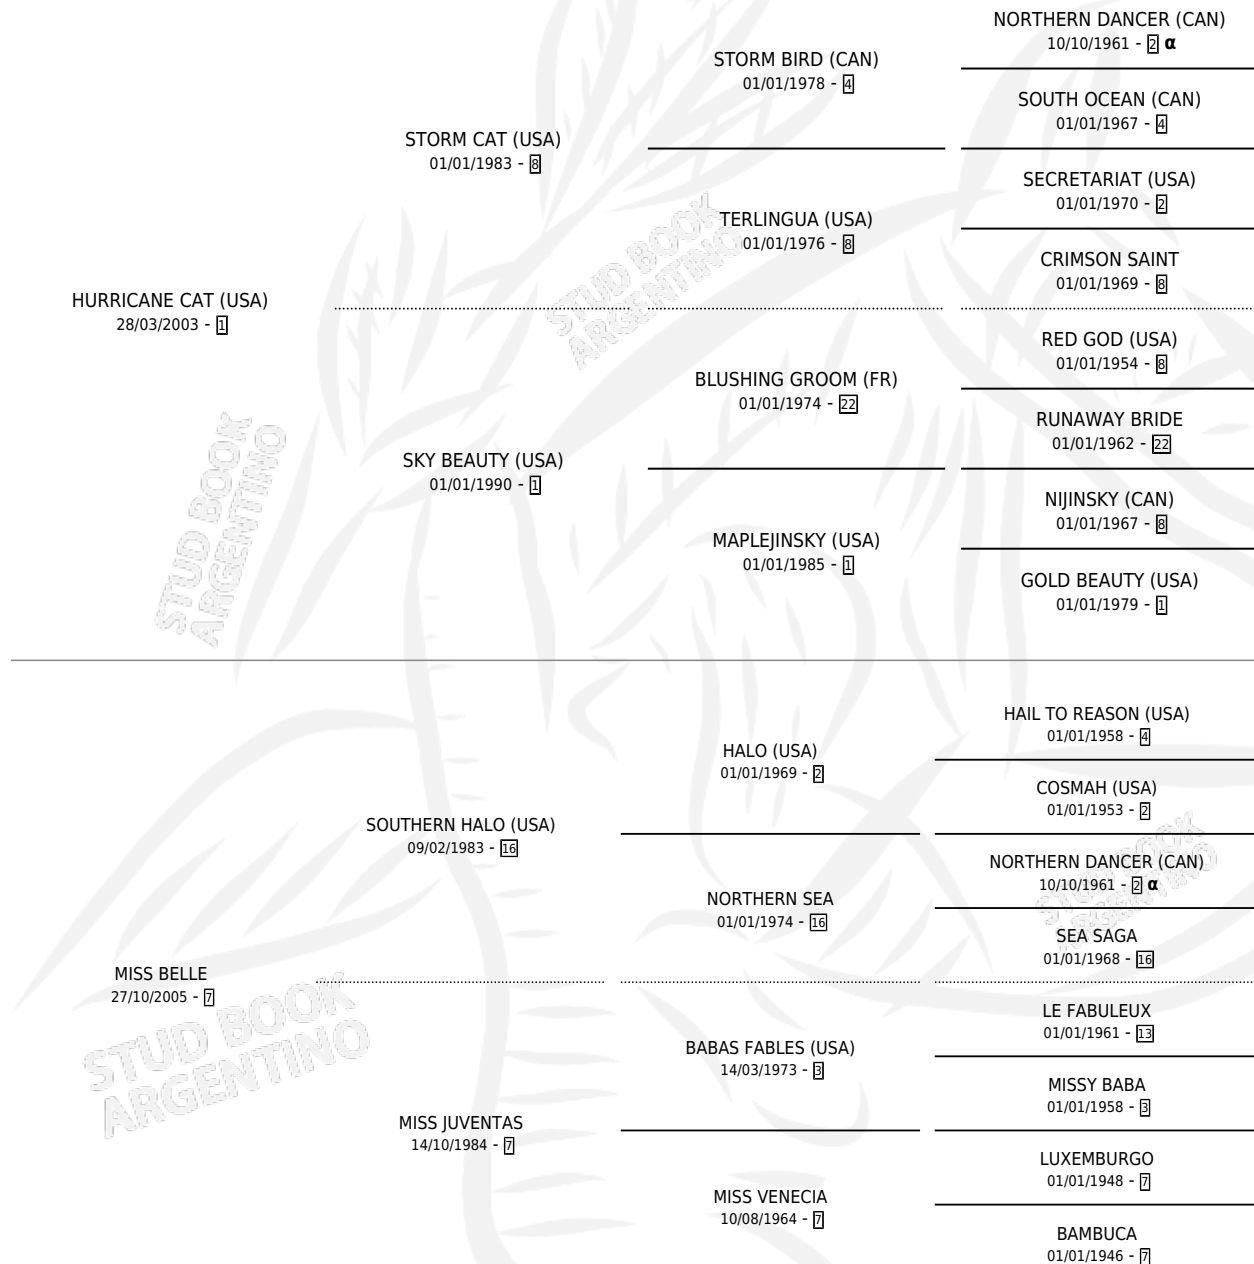 NORTHERN DANCER (CAN)
10/10/1961 - 2 α
STORM BIRD (CAN)
01/01/1978 - 4
SOUTH OCEAN (CAN)
01/01/1967 - 4
STORM CAT (USA)
01/01/1983 - 8
SECRETARIAT (USA)
01/01/1970 - 2
TERLINGUA (USA)
01/01/1976 - 8
CRIMSON SAINT
01/01/1969 - 8
HURRICANE CAT (USA)
28/03/2003 - 1
RED GOD (USA)
01/01/1954 - 8
BLUSHING GROOM (FR)
01/01/1974 - 22
RUNAWAY BRIDE
01/01/1962 - 22
SKY BEAUTY (USA)
01/01/1990 - 1
NIJINSKY (CAN)
01/01/1967 - 8
MAPLEJINSKY (USA)
01/01/1985 - 1
GOLD BEAUTY (USA)
01/01/1979 - 1
HAIL TO REASON (USA)
01/01/1958 - 4
HALO (USA)
01/01/1969 - 2
COSMAH (USA)
01/01/1953 - 2
SOUTHERN HALO (USA)
09/02/1983 - 16
NORTHERN DANCER (CAN)
10/10/1961 - 2 α
NORTHERN SEA
01/01/1974 - 16
SEA SAGA
01/01/1968 - 16
MISS BELLE
27/10/2005 - 7
LE FABULEUX
01/01/1961 - 13
BABAS FABLES (USA)
14/03/1973 - 3
MISSY BABA
01/01/1958 - 3
MISS JUVENTAS
14/10/1984 - 7
LUXEMBURGO
01/01/1948 - 7
MISS VENECIA
10/08/1964 - 7
BAMBUCA
01/01/1946 - 7
STUD BOOK
ARGENTINO
STUD BOOK
ARGENTINO
STUD BOOK
ARGENTINO
STUD BOOK
ARGENTINO